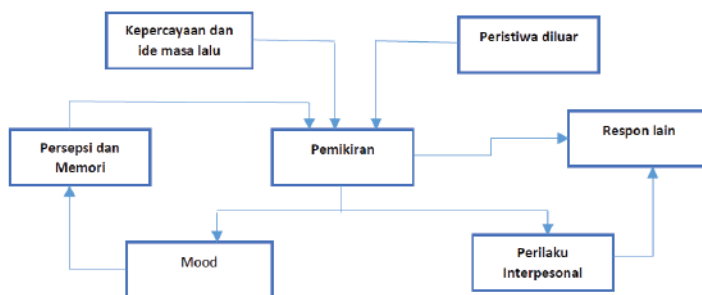 Kepercayaan dan
ide masa lalu
Peristiwa diluar
Persepsi dan
Memori
Pemikiran
Respon lain
Mood
Perilaku
Interpesonal